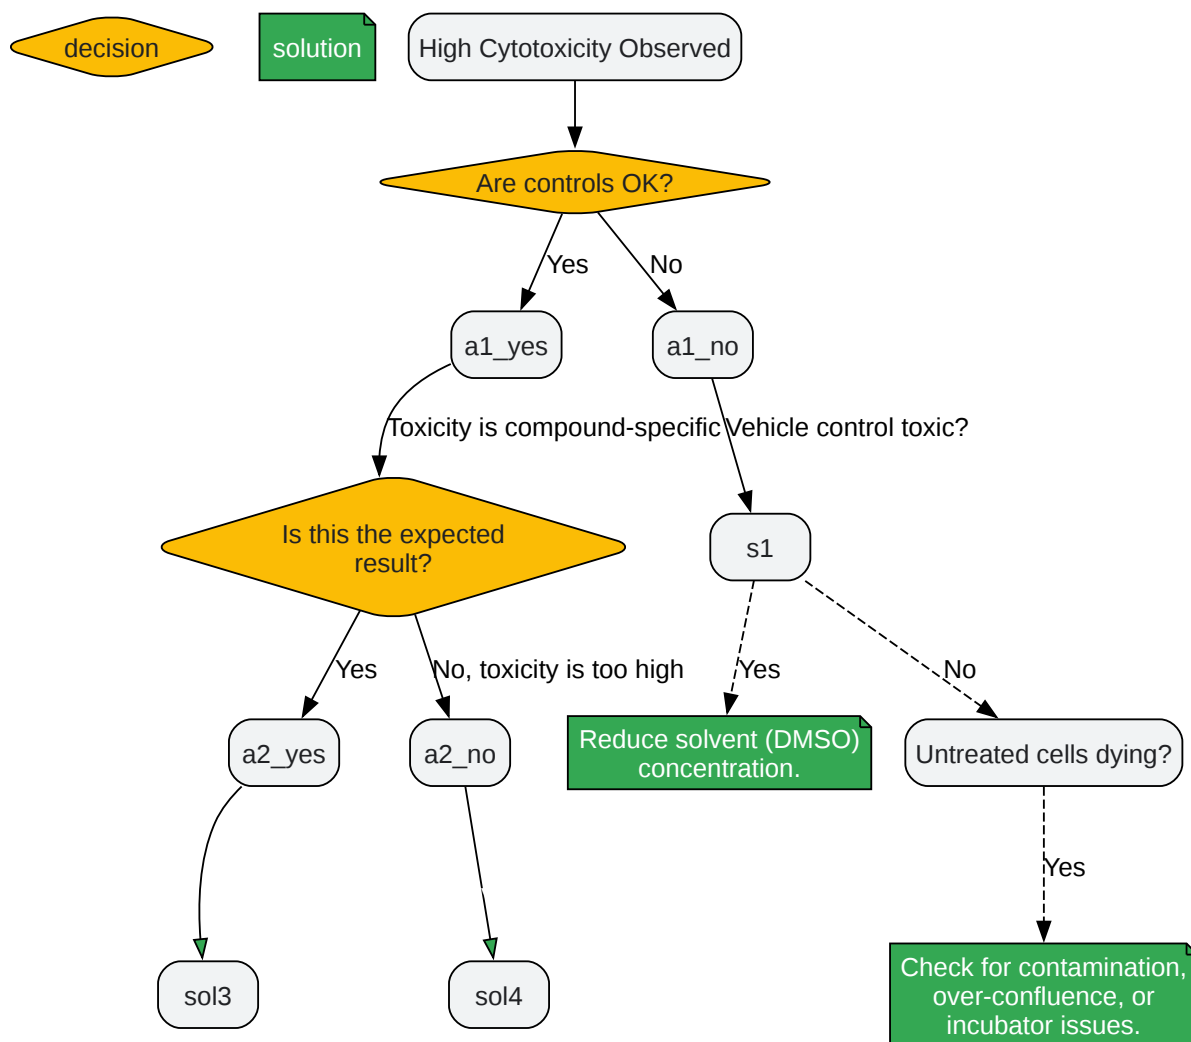 decision
solution
High Cytotoxicity Observed
Are controls OK?
Yes
No
a1_yes
a1_no
Toxicity is compound-specific
Vehicle control toxic?
Is this the expected
result?
s1
Yes
No, toxicity is too high
Yes
No
a2_yes
a2_no
Reduce solvent (DMSO)
concentration.
Untreated cells dying?
Yes
sol3
sol4
Check for contamination,
over-confluence, or
incubator issues.